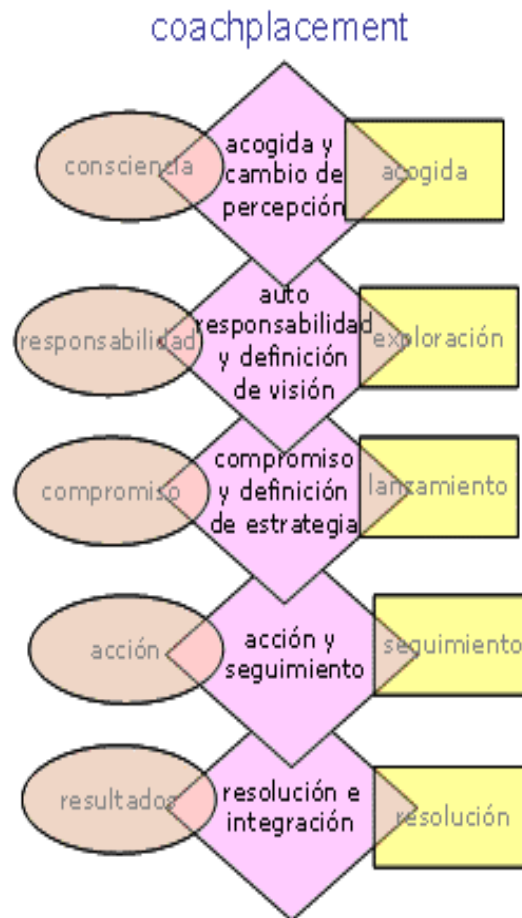 coachplacement
consciencia
acogida y
cambio de
percepción
acogida
responsabilidad
auto
responsabilidad
y definición
de visión
exploración
compromiso
compromiso
y definición
de estrategia
lanzamiento
acción
acción y
seguimiento
seguimiento
resultados
resolución e
integración
resolución